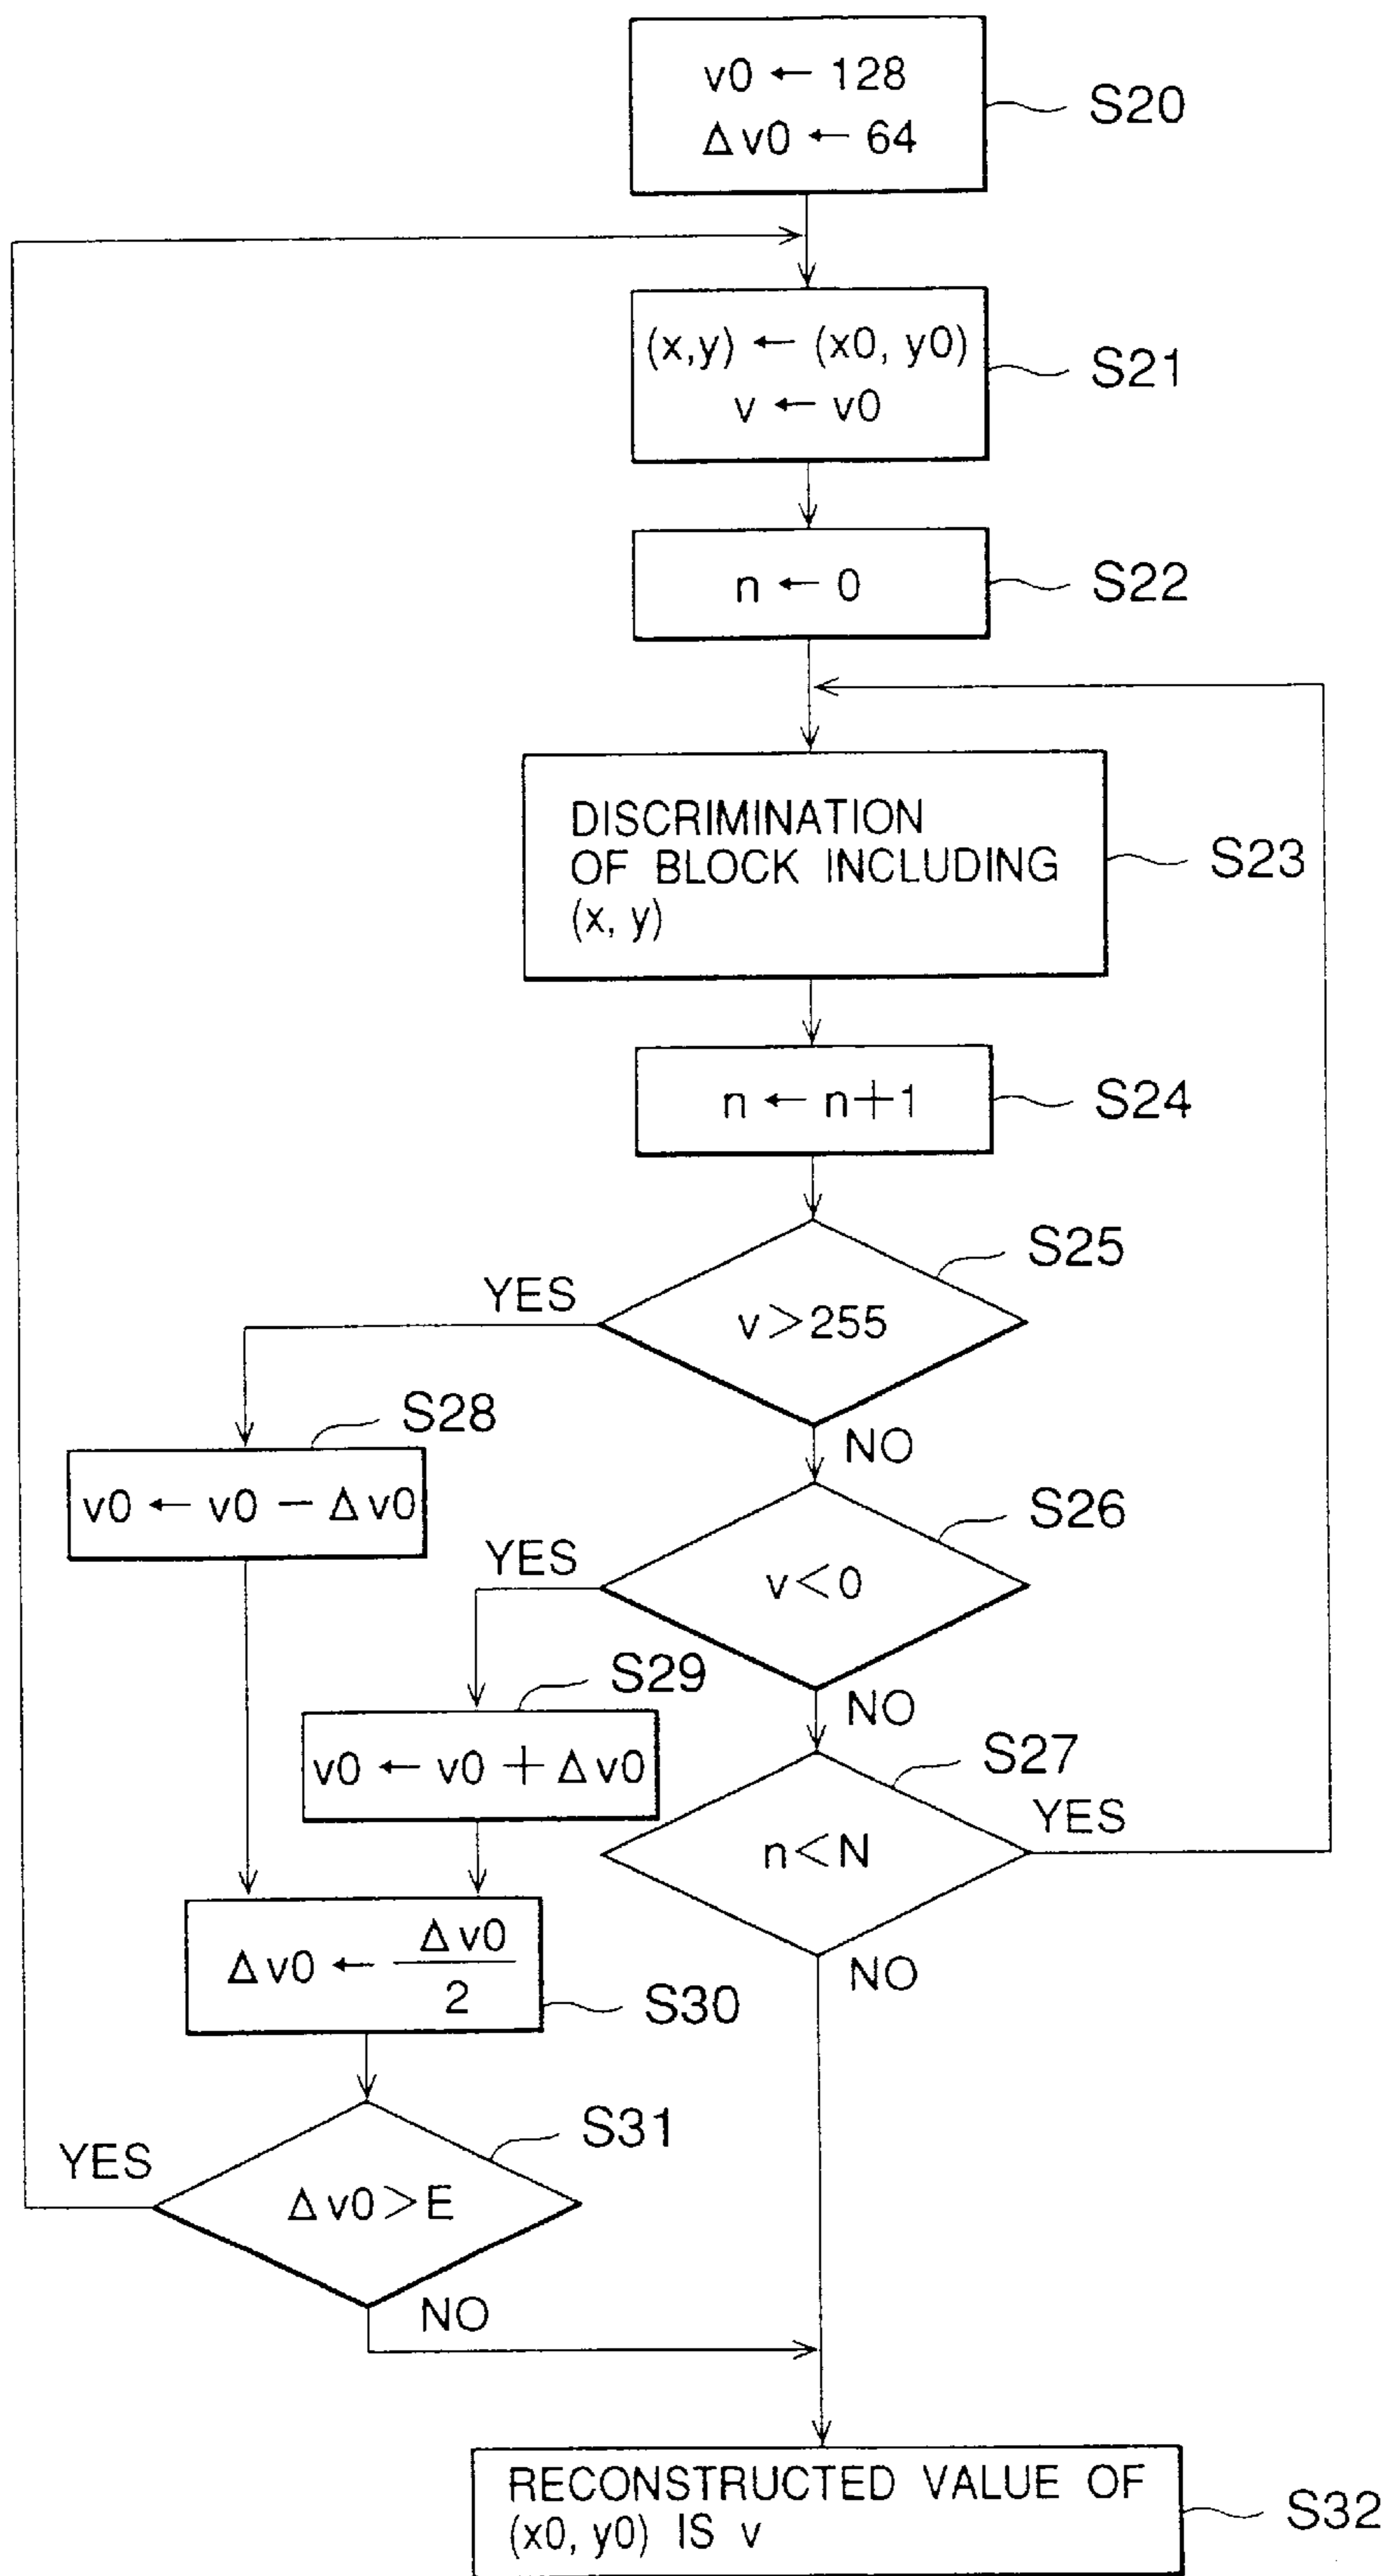 v0 ← 128
Δv0 ← 64
S20
(x,y) ← (x0, y0)
v ← v0
S21
n ← 0
S22
DISCRIMINATION
OF BLOCK INCLUDING
(x, y)
S23
n ← n+1
S24
S25
YES
v>255
NO
S28
v0 ← v0 − Δv0
S26
YES
v<0
NO
S29
v0 ← v0 + Δv0
S27
n<N
YES
NO
Δv0 ← Δv0/2
S30
S31
YES
Δv0>E
NO
RECONSTRUCTED VALUE OF
(x0, y0) IS v
S32